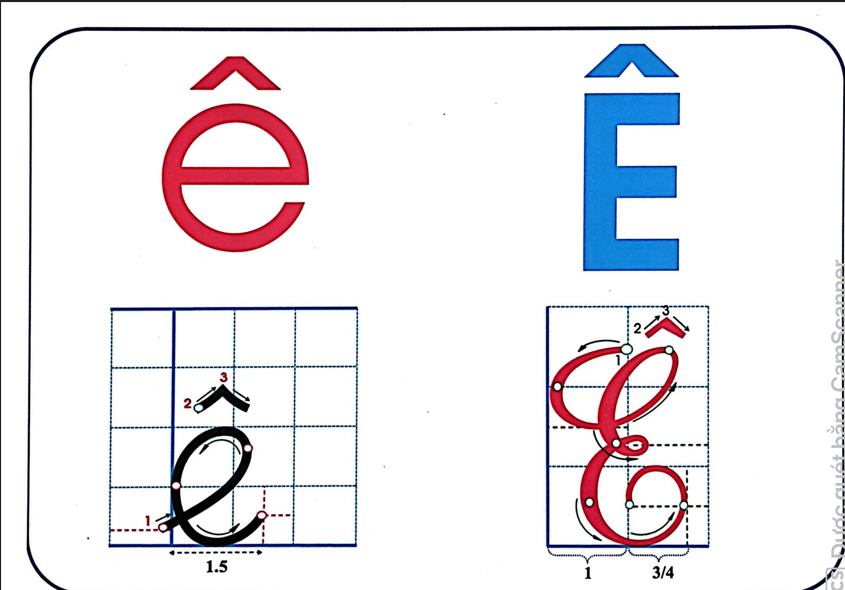 ê
Ê
ê
1
2
3
1.5
Ê
1
2
3
1
3/4
CS Được quét bằng CamScanner